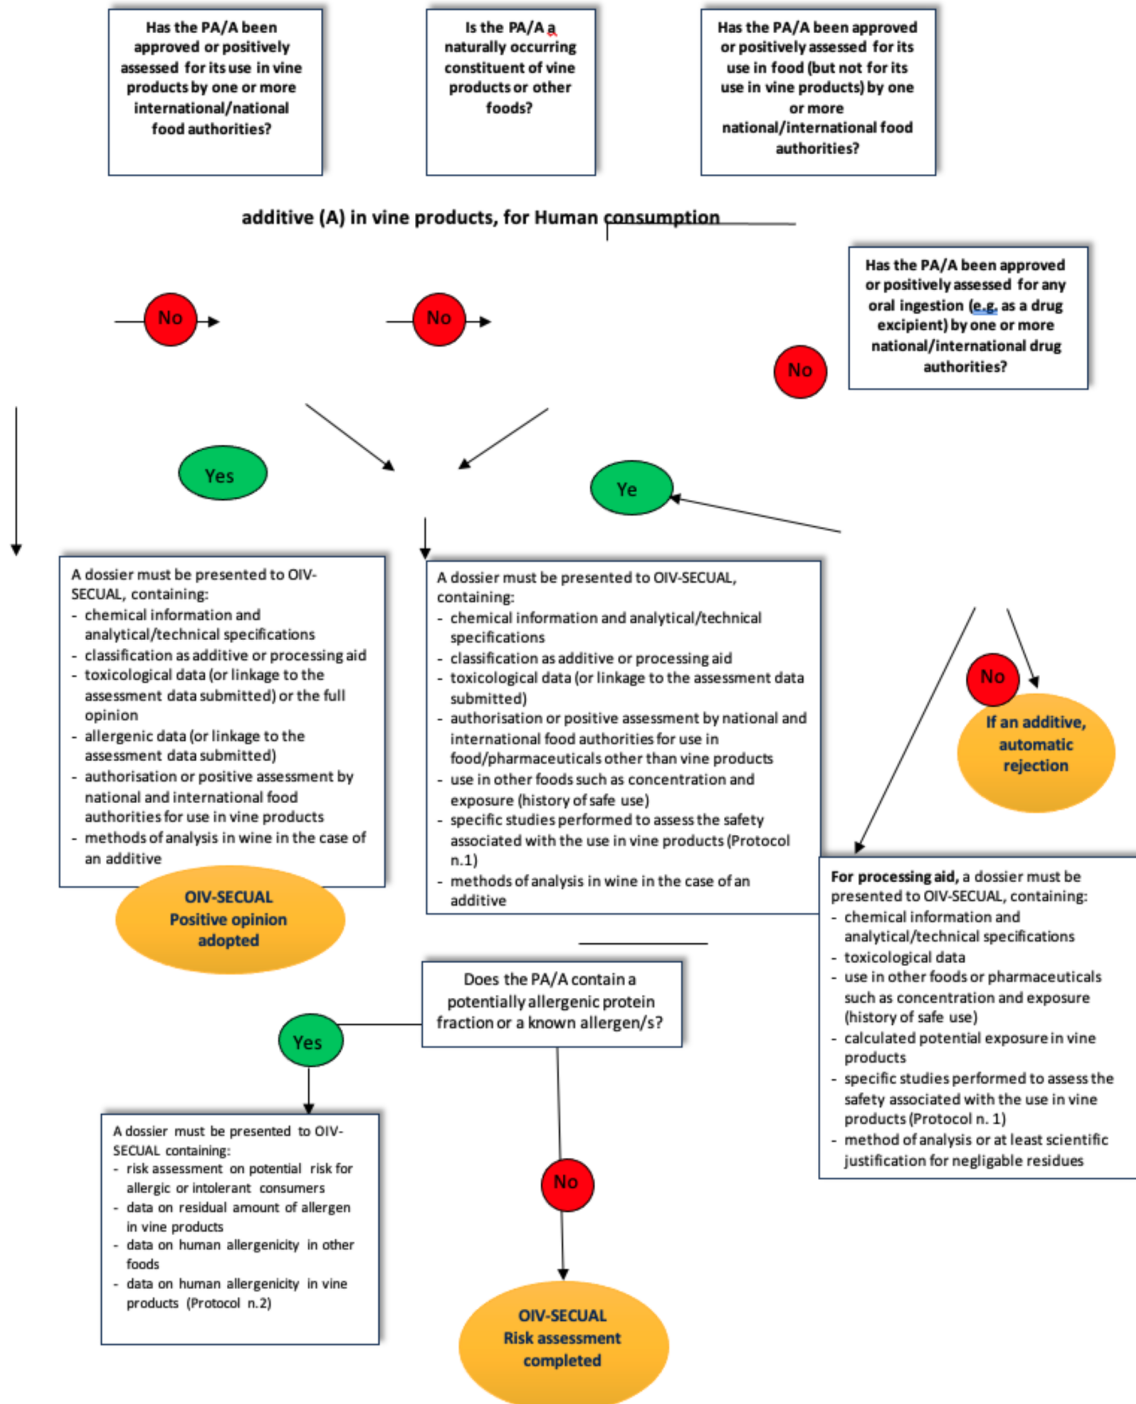 Has the PA/A been
approved or positively
assessed for its use in vine
products by one or more
international/national
food authorities?
Is the PA/A a
naturally occurring
constituent of vine
products or other
foods?
Has the PA/A been approved
or positively assessed for its
use in food (but not for its
use in vine products) by one
or more
national/international food
authorities?
additive (A) in vine products, for Human consumption
Has the PA/A been approved
or positively assessed for any
oral ingestion (e.g. as a drug
excipient) by one or more
national/international drug
authorities?
No
No
No
Yes
Ye
A dossier must be presented to OIV-
SECUAL, containing:
- chemical information and
analytical/technical specifications
- classification as additive or processing aid
- toxicological data (or linkage to the
assessment data submitted) or the full
opinion
- allergenic data (or linkage to the
assessment data submitted)
- authorisation or positive assessment by
national and international food
authorities for use in vine products
- methods of analysis in wine in the case of
an additive
OIV-SECUAL
Positive opinion
adopted
A dossier must be presented to OIV-SECUAL,
containing:
- chemical information and analytical/technical
specifications
- classification as additive or processing aid
- toxicological data (or linkage to the assessment data
submitted)
- authorisation or positive assessment by national and
international food authorities for use in
food/pharmaceuticals other than vine products
- use in other foods such as concentration and
exposure (history of safe use)
- specific studies performed to assess the safety
associated with the use in vine products (Protocol
n.1)
- methods of analysis in wine in the case of an
additive
No
If an additive,
automatic
rejection
For processing aid, a dossier must be
presented to OIV-SECUAL, containing:
- chemical information and
analytical/technical specifications
- toxicological data
- use in other foods or pharmaceuticals
such as concentration and exposure
(history of safe use)
- calculated potential exposure in vine
products
- specific studies performed to assess the
safety associated with the use in vine
products (Protocol n. 1)
- method of analysis or at least scientific
justification for negligable residues
Does the PA/A contain a
potentially allergenic protein
fraction or a known allergen/s?
Yes
A dossier must be presented to OIV-
SECUAL containing:
- risk assessment on potential risk for
allergic or intolerant consumers
- data on residual amount of allergen
in vine products
- data on human allergenicity in other
foods
- data on human allergenicity in vine
products (Protocol n.2)
No
OIV-SECUAL
Risk assessment
completed